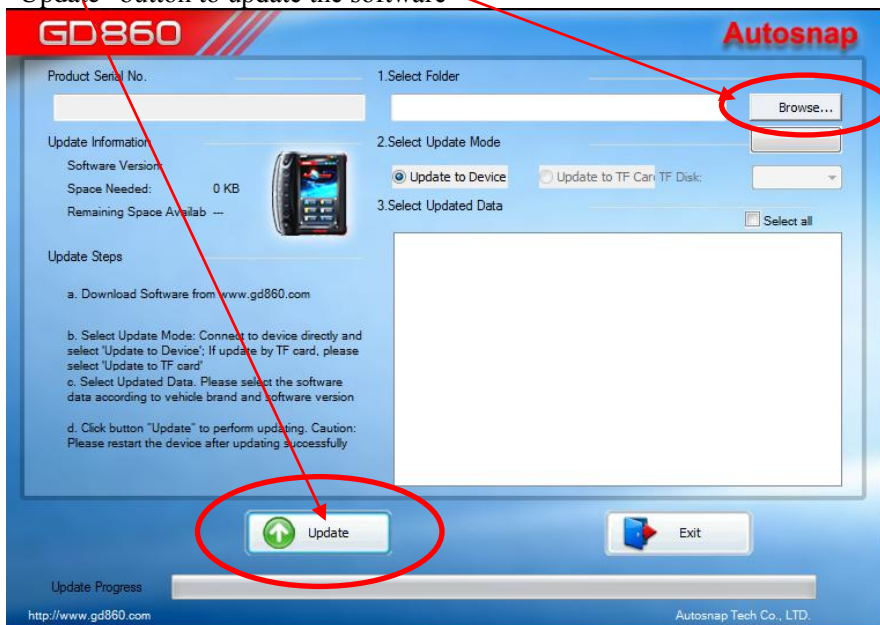 "Update" button to update the software
GD860
Autosnap
Product Serial No.
1.Select Folder
Browse...
Update Information
2.Select Update Mode
Software Version:
Update to Device
Update to TF Car
TF Disk:
Space Needed: 0 KB
Remaining Space Availab ---
3.Select Updated Data
Select all
Update Steps
a. Download Software from www.gd860.com
b. Select Update Mode: Connect to device directly and
select 'Update to Device'; If update by TF card, please
select 'Update to TF card'
c. Select Updated Data. Please select the software
data according to vehicle brand and software version
d. Click button "Update" to perform updating. Caution:
Please restart the device after updating successfully
Update
Exit
Update Progress
http://www.gd860.com
Autosnap Tech Co., LTD.